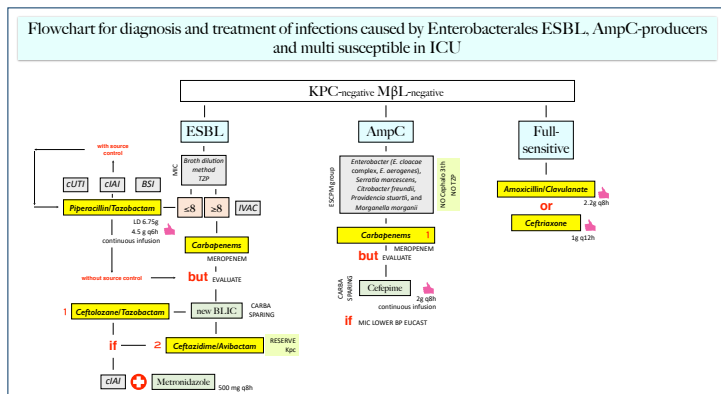 Flowchart for diagnosis and treatment of infections caused by Enterobacterales ESBL, AmpC-producers
and multi susceptible in ICU
KPC-negative MβL-negative
ESBL
AmpC
Full-
sensitive
with source
control
cUTI
cIAI
BSI
MIC
Broth dilution
method
TZP
Piperacillin/Tazobactam
≤8
≥8
IVAC
LD 6.75g
4.5 g q6h
continuous infusion
Carbapenems
MEROPENEM
without source control
but EVALUATE
1 Ceftolozane/Tazobactam
new BLIC
CARBA
SPARING
if
2 Ceftazidime/Avibactam
RESERVE
Kpc
cIAI
Metronidazole
500 mg q8h
ESCPM group
Enterobacter (E. cloacae
complex, E. aerogenes),
Serratia marcescens,
Citrobacter freundii,
Providencia stuartii, and
Morganella morganii
NO Cephalo 3th
NO TZP
Carbapenems 1
MEROPENEM
but EVALUATE
CARBA
SPARING
Cefepime
2g q8h
continuous infusion
if MIC LOWER BP EUCAST
Amoxicillin/Clavulanate
2.2g q8h
or
Ceftriaxone
1g q12h